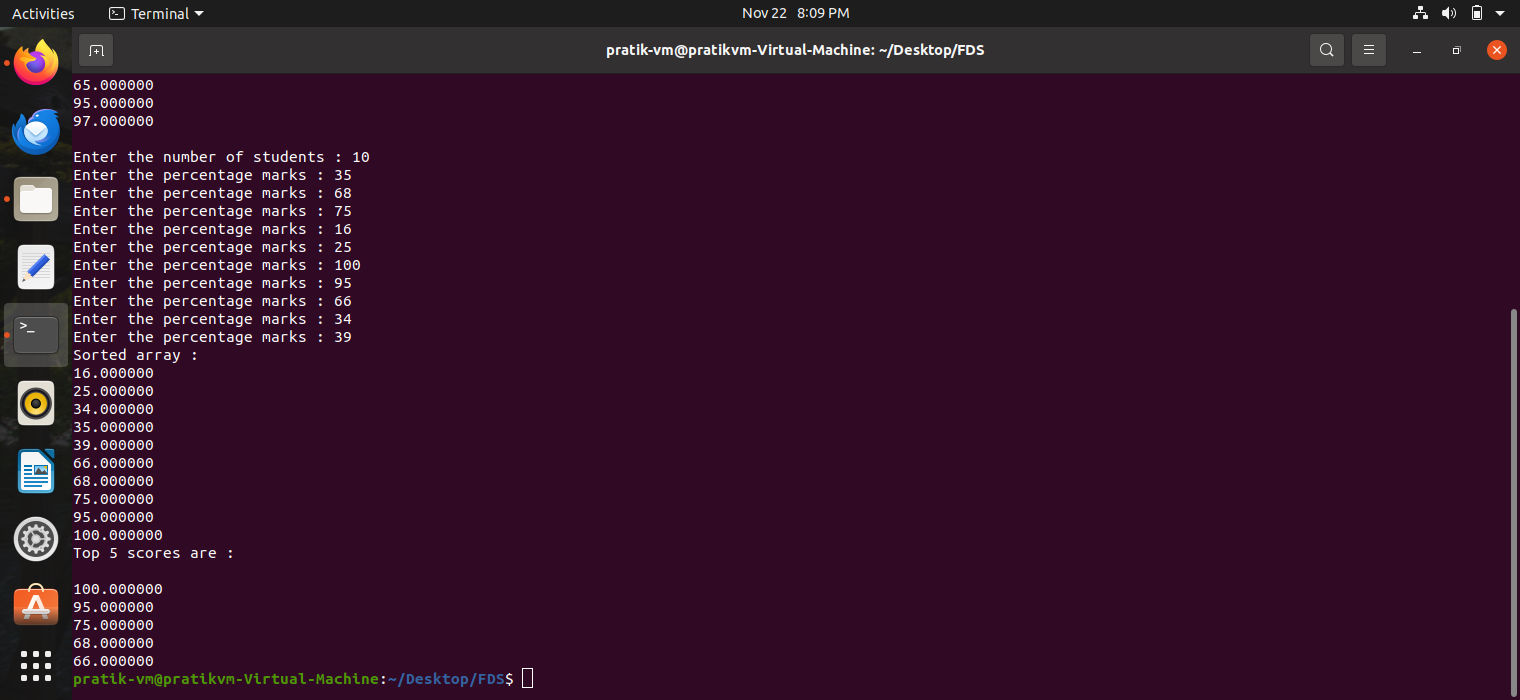 Activities Terminal Nov 22 8:09 PM
pratik-vm@pratikvm-Virtual-Machine: ~/Desktop/FDS
65.000000
95.000000
97.000000
Enter the number of students : 10
Enter the percentage marks : 35
Enter the percentage marks : 68
Enter the percentage marks : 75
Enter the percentage marks : 16
Enter the percentage marks : 25
Enter the percentage marks : 100
Enter the percentage marks : 95
Enter the percentage marks : 66
Enter the percentage marks : 34
Enter the percentage marks : 39
Sorted array :
16.000000
25.000000
34.000000
35.000000
39.000000
66.000000
68.000000
75.000000
95.000000
100.000000
Top 5 scores are :
100.000000
95.000000
75.000000
68.000000
66.000000
pratik-vm@pratikvm-Virtual-Machine:~/Desktop/FDS$